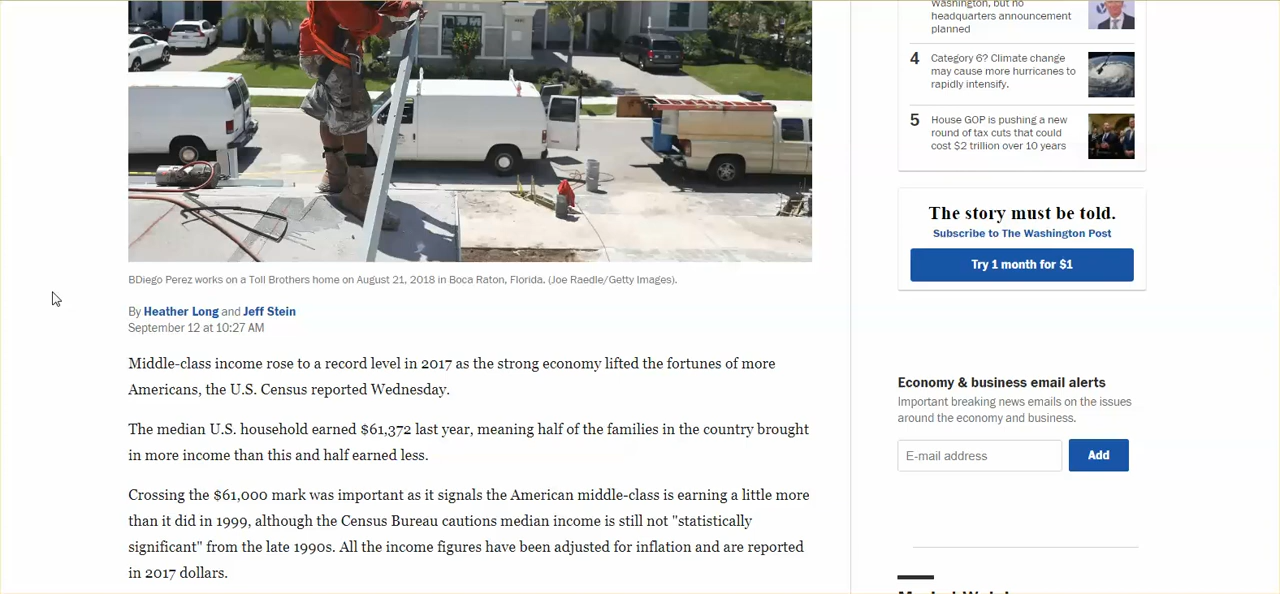 BDiego Perez works on a Toll Brothers home on August 21, 2018 in Boca Raton, Florida. (Joe Raedle/Getty Images).
By Heather Long and Jeff Stein
September 12 at 10:27 AM
Middle-class income rose to a record level in 2017 as the strong economy lifted the fortunes of more
Americans, the U.S. Census reported Wednesday.
The median U.S. household earned $61,372 last year, meaning half of the families in the country brought
in more income than this and half earned less.
Crossing the $61,000 mark was important as it signals the American middle-class is earning a little more
than it did in 1999, although the Census Bureau cautions median income is still not "statistically
significant" from the late 1990s. All the income figures have been adjusted for inflation and are reported
in 2017 dollars.
Washington, but no
headquarters announcement
planned
4 Category 6? Climate change
may cause more hurricanes to
rapidly intensify.
5 House GOP is pushing a new
round of tax cuts that could
cost $2 trillion over 10 years
The story must be told.
Subscribe to The Washington Post
Try 1 month for $1
Economy & business email alerts
Important breaking news emails on the issues
around the economy and business.
E-mail address Add